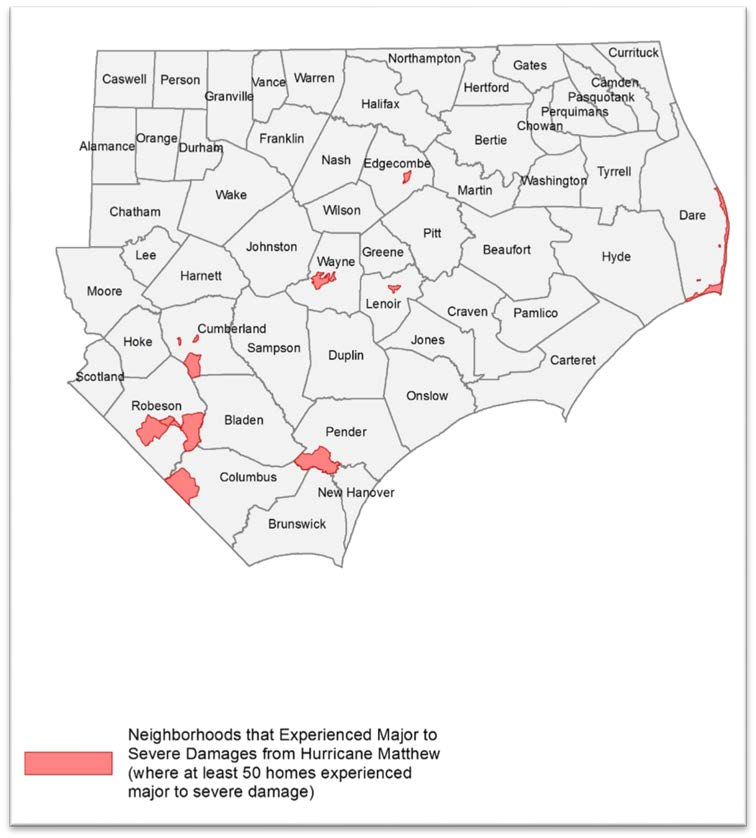 Currituck
Northampton
Gates
Caswell
Person
Vance
Warren
Camden
Hertford
Granville
Pasquotank
Halifax
Perquimans
Chowan
Orange
Franklin
Bertie
Alamance
Durham
Nash
Edgecombe
Tyrrell
Washington
Martin
Wake
Chatham
Wilson
Dare
Pitt
Johnston
Greene
Beaufort
Lee
Wayne
Hyde
Harnett
Moore
Lenoir
Craven
Pamlico
Cumberland
Hoke
Jones
Sampson
Duplin
Carteret
Scotland
Onslow
Robeson
Bladen
Pender
Columbus
New Hanover
Brunswick
Neighborhoods that Experienced Major to
Severe Damages from Hurricane Matthew
(where at least 50 homes experienced
major to severe damage)